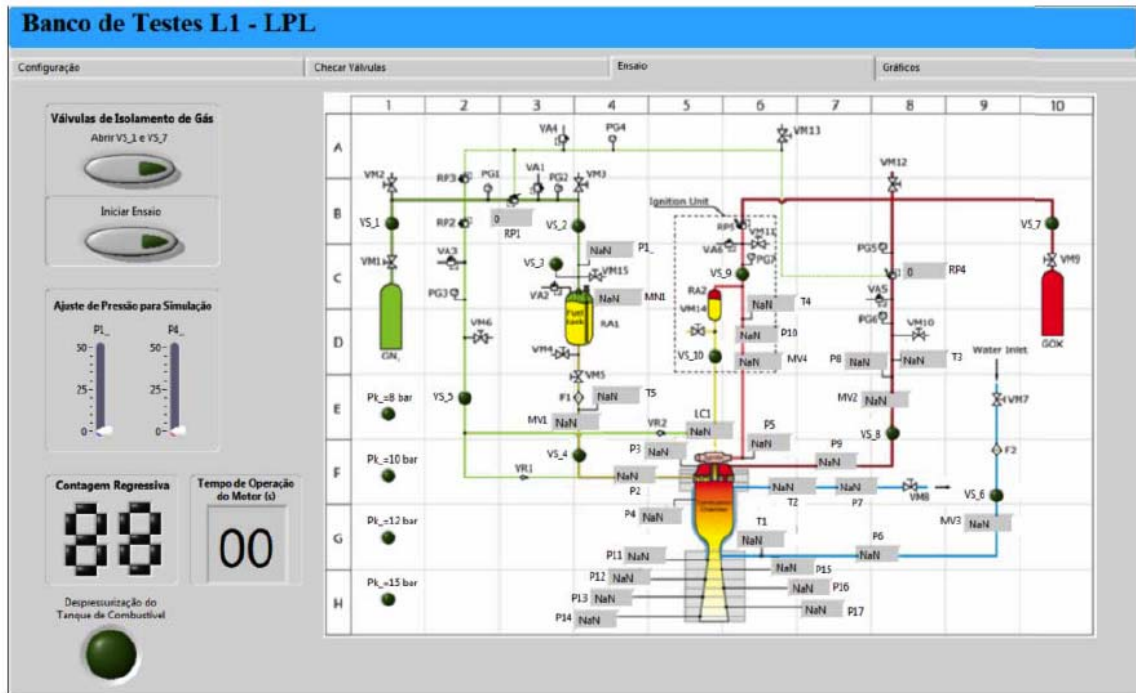 Banco de Testes L1 - LPL
Configuração
Checar Válvulas
Ensaio
Gráficos
Válvulas de Isolamento de Gás
Abrir VS_1 e VS_7
Iniciar Ensaio
Ajuste de Pressão para Simulação
P1_
P4_
50-
25-
0-
50-
25-
0-
Contagem Regressiva
88
Tempo de Operação
do Motor (s)
00
Despressurização do
Tanque de Combustível
1 2 3 4 5 6 7 8 9 10
A
VA4 PG4 VM13
VM2 RP3 PG1 VA1 PG2 VM3 VM12
B
Ignition Unit
VS_1 RP2 0 VS_2 RP5 VS_7
RP1
NaN P1_ VA6 VM11 PG5
VM1 VA3 VS_3 PG7 VM9
C
VM15 VS_9 0 RP4
PG3 VA2 NaN MN1 RA2 NaN T4 VA5
Fuel
tank
RA1 VM14 PG6
VM6 NaN P10 VM10
D
GN_ VM4 VS_10 NaN MV4 P8 NaN NaN T3 GOX Water Inlet
VM5
Pk_=8 bar VS_5 F1 NaN T5 MV2 NaN VM7
E
MV1 NaN LC1 P5
VR2 NaN VS_8
P3 NaN NaN P9 NaN F2
VS_4
Pk_=10 bar VR1 NaN
F
P2 NaN NaN VM8 VS_6
T2 P7
Combustion
Chamber
P4 NaN MV3 NaN
Pk_=12 bar T1
G
NaN P6
P11 NaN NaN
NaN P15
P12 NaN NaN P16
Pk_=15 bar
H
P13 NaN NaN P17
P14 NaN